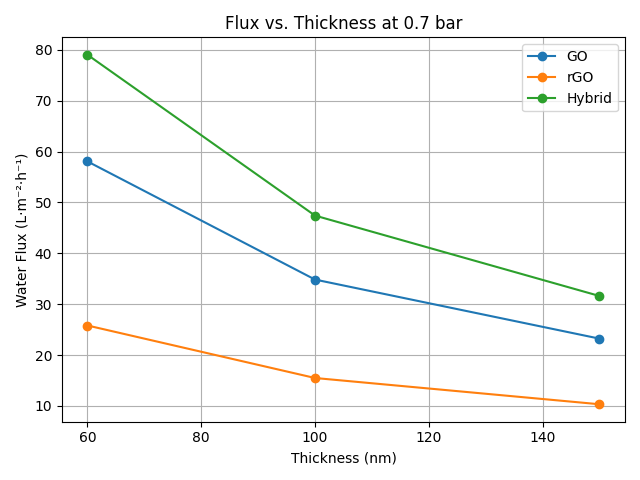 Flux vs. Thickness at 0.7 bar
GO
rGO
Hybrid
Water Flux (L·m⁻²·h⁻¹)
80
70
60
50
40
30
20
10
60
80
100
120
140
Thickness (nm)